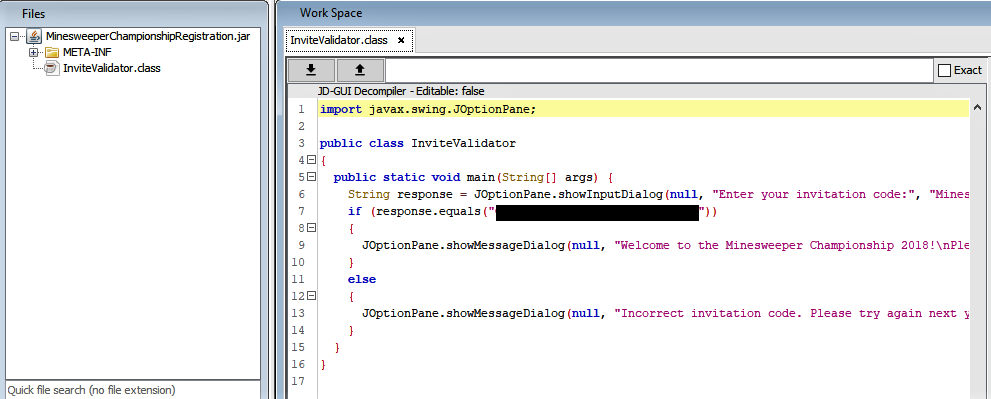 Files
MinesweeperChampionshipRegistration.jar
META-INF
InviteValidator.class
Quick file search (no file extension)
Work Space
InviteValidator.class ×
Exact
JD-GUI Decompiler - Editable: false
1 import javax.swing.JOptionPane;
2
3 public class InviteValidator
4 {
5 public static void main(String[] args) {
6 String response = JOptionPane.showInputDialog(null, "Enter your invitation code:", "Mines
7 if (response.equals(""))
8 {
9 JOptionPane.showMessageDialog(null, "Welcome to the Minesweeper Championship 2018!\nPle
10 }
11 else
12 {
13 JOptionPane.showMessageDialog(null, "Incorrect invitation code. Please try again next y
14 }
15 }
16 }
17